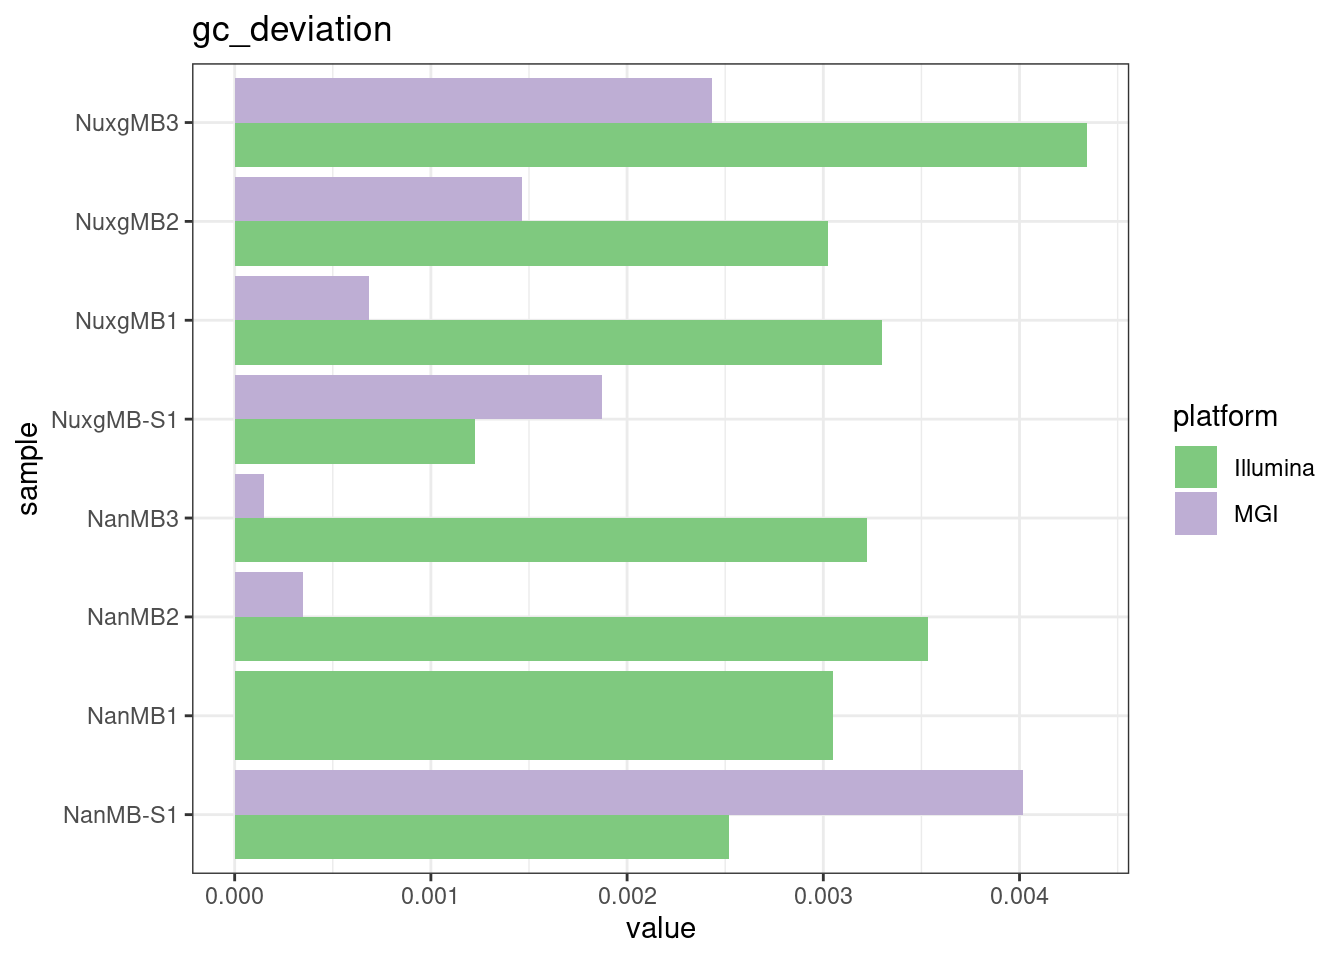 gc_deviation
NuxgMB3
NuxgMB2
NuxgMB1
NuxgMB-S1
NanMB3
NanMB2
NanMB1
NanMB-S1
sample
0.000 0.001 0.002 0.003 0.004
value
platform
Illumina
MGI